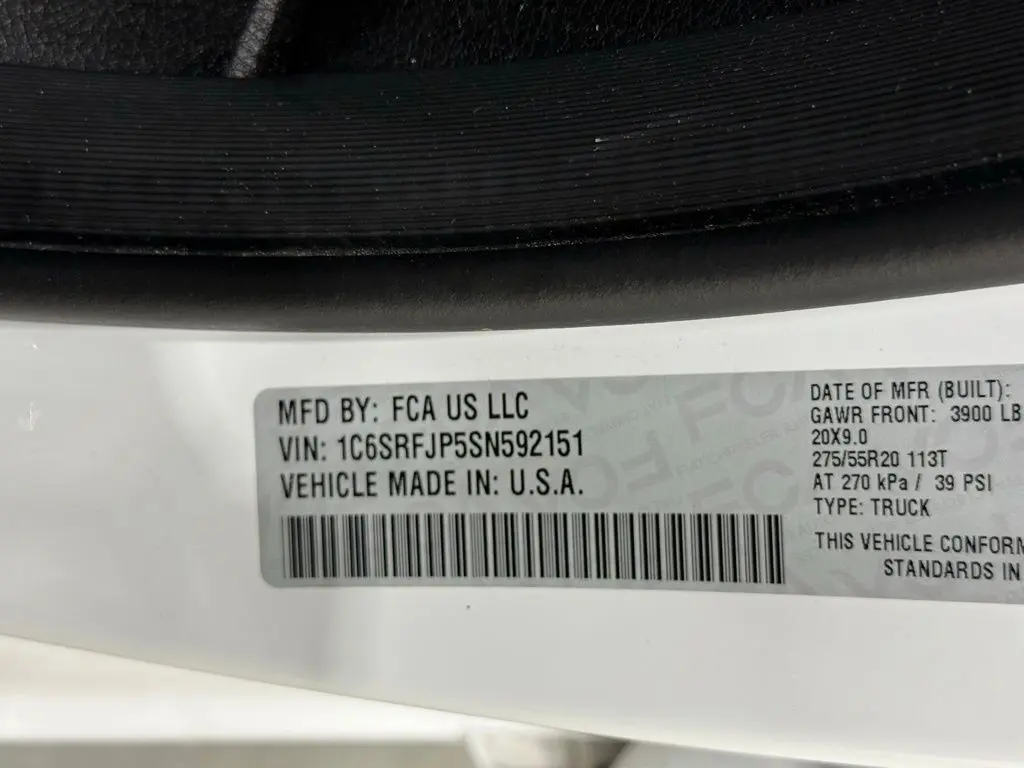 MFD BY: FCA US LLC
VIN: 1C6SRFJP5SN592151
VEHICLE MADE IN: U.S.A.
DATE OF MFR (BUILT):
GAWR FRONT: 3900 LB
20X9.0
275/55R20 113T
AT 270 kPa / 39 PSI
TYPE: TRUCK
THIS VEHICLE
STANDARDS IN